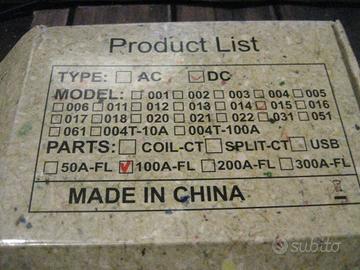 Product List
TYPE: AC DC
MODEL: 001 002 003 004 005
006 011 012 013 014 015 016
017 018 020 021 022 031 051
061 004T-10A 004T-100A
PARTS: COIL-CT SPLIT-CT USB
50A-FL 100A-FL 200A-FL 300A-FL
MADE IN CHINA
subito